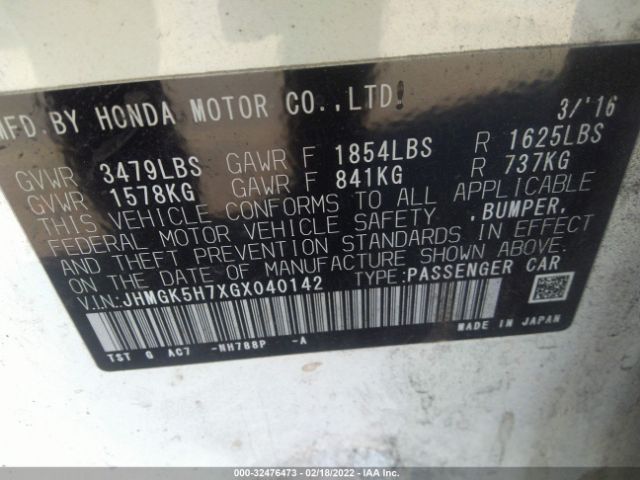 MFD.BY HONDA MOTOR CO.,LTD. 3/'16
GVWR 3479LBS GAWR F 1854LBS R 1625LBS
GVWR 1578KG GAWR F 841KG R 737KG
THIS VEHICLE CONFORMS TO ALL APPLICABLE
FEDERAL MOTOR VEHICLE SAFETY, BUMPER,
AND THEFT PREVENTION STANDARDS IN EFFECT
ON THE DATE OF MANUFACTURE SHOWN ABOVE.
V.I.N: JHMGK5H7XGX040142 TYPE: PASSENGER CAR
TST G AC7 -NH788P -A MADE IN JAPAN
000-32476473 - 02/18/2022 - IAA Inc.